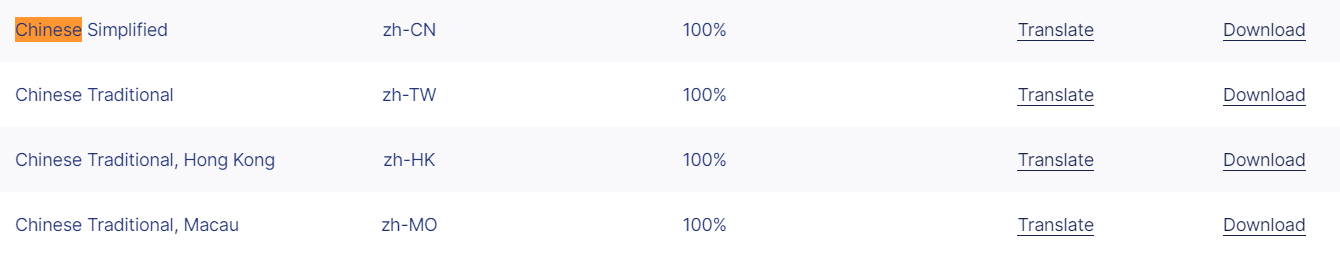 Chinese Simplified zh-CN 100% Translate Download
Chinese Traditional zh-TW 100% Translate Download
Chinese Traditional, Hong Kong zh-HK 100% Translate Download
Chinese Traditional, Macau zh-MO 100% Translate Download